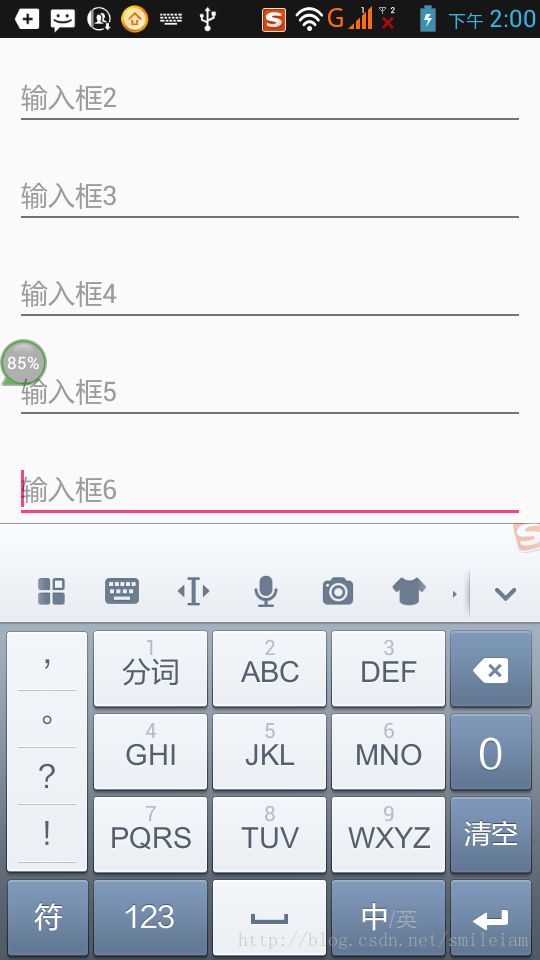 G 1 2 下午 2:00
输入框2
输入框3
输入框4
85%
输入框5
输入框6
S
, 1 分词 2 ABC 3 DEF
。 4 GHI 5 JKL 6 MNO 0
?
! 7 PQRS 8 TUV 9 WXYZ 清空
符 123 中/英
http://blog.csdn.net/smileiam